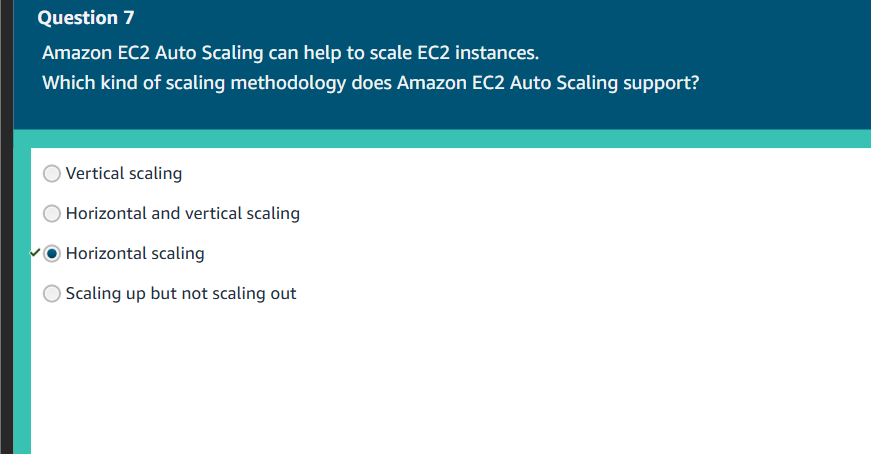 Question 7
Amazon EC2 Auto Scaling can help to scale EC2 instances.
Which kind of scaling methodology does Amazon EC2 Auto Scaling support?
Vertical scaling
Horizontal and vertical scaling
Horizontal scaling
Scaling up but not scaling out